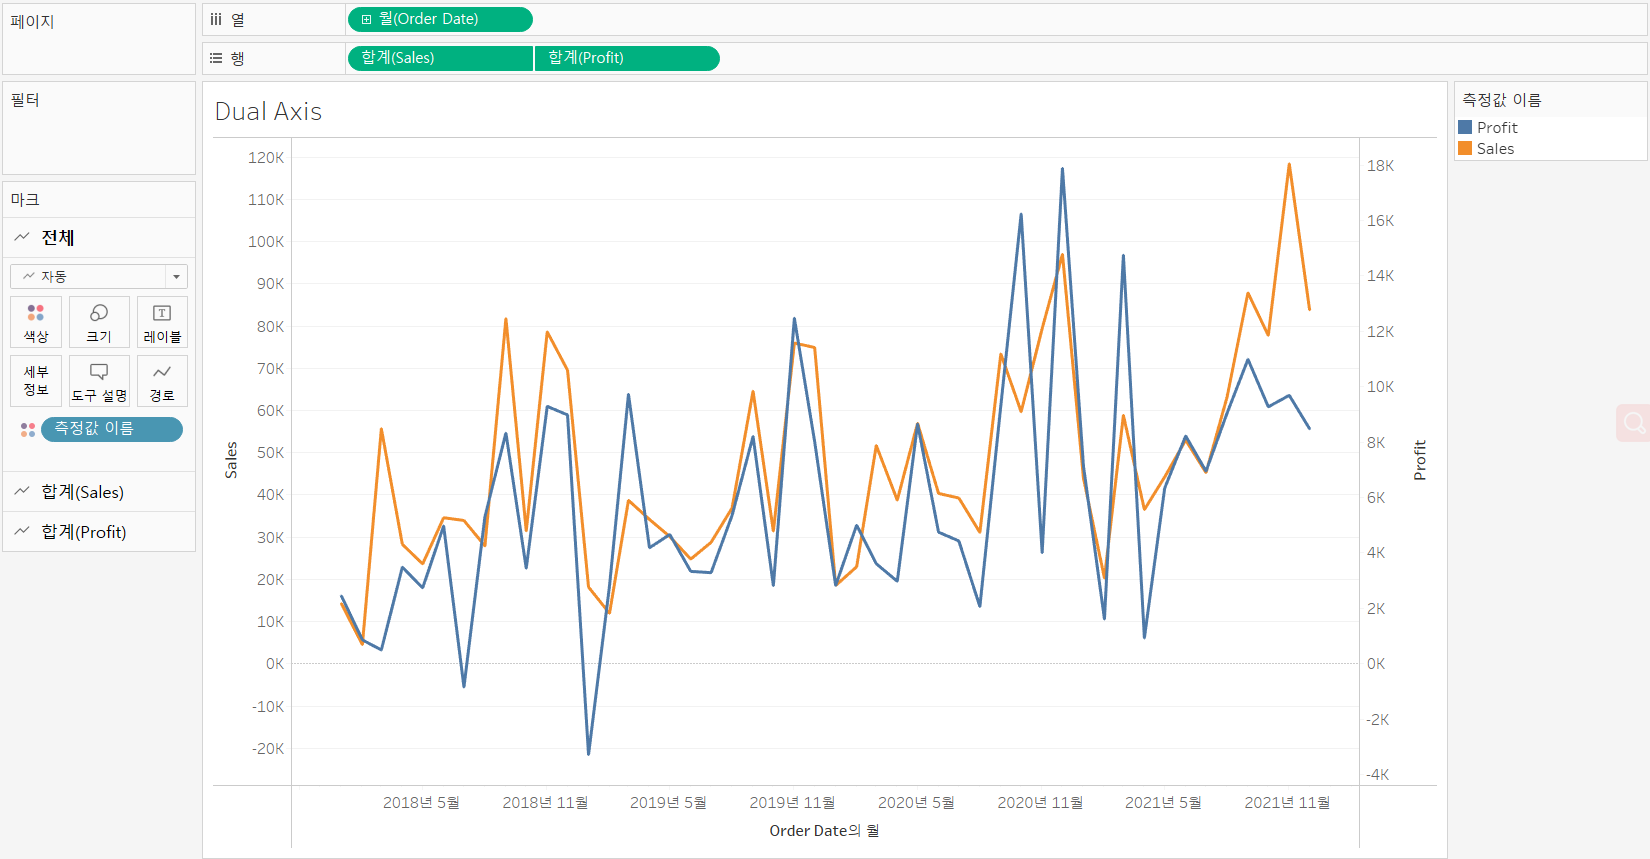 페이지
열
월(Order Date)
행
합계(Sales)
합계(Profit)
필터
마크
전체
자동
색상
크기
레이블
세부
정보
도구 설명
경로
측정값 이름
합계(Sales)
합계(Profit)
Dual Axis
120K
110K
100K
90K
80K
70K
60K
50K
40K
30K
20K
10K
0K
-10K
-20K
Sales
18K
16K
14K
12K
10K
8K
6K
4K
2K
0K
-2K
-4K
Profit
2018년 5월
2018년 11월
2019년 5월
2019년 11월
2020년 5월
2020년 11월
2021년 5월
2021년 11월
Order Date의 월
측정값 이름
Profit
Sales